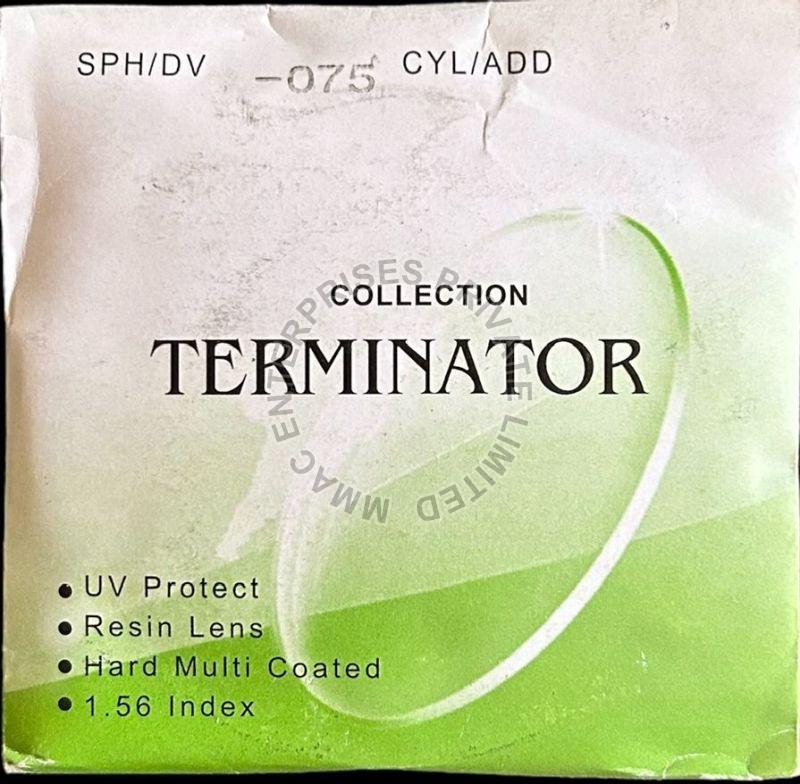 SPH/DV -075 CYL/ADD
COLLECTION
TERMINATOR
MMAC ENTERPRISES PRIVATE LIMITED
• UV Protect
• Resin Lens
• Hard Multi Coated
• 1.56 Index